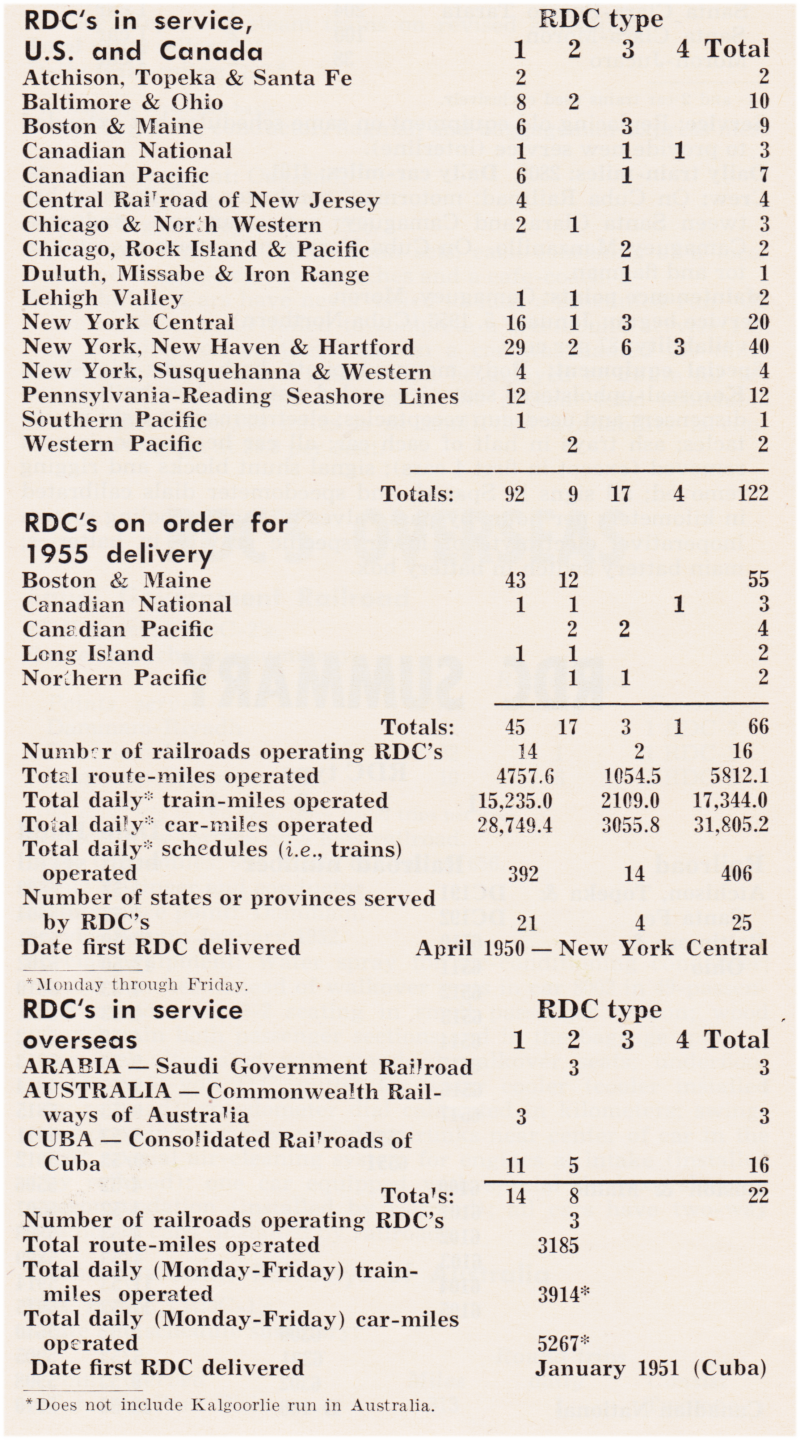 RDC's in service, RDC type
U.S. and Canada 1 2 3 4 Total
Atchison, Topeka & Santa Fe 2 2
Baltimore & Ohio 8 2 10
Boston & Maine 6 3 9
Canadian National 1 1 1 3
Canadian Pacific 6 1 7
Central Railroad of New Jersey 4 4
Chicago & North Western 2 1 3
Chicago, Rock Island & Pacific 2 2
Duluth, Missabe & Iron Range 1 1
Lehigh Valley 1 1 2
New York Central 16 1 3 20
New York, New Haven & Hartford 29 2 6 3 40
New York, Susquehanna & Western 4 4
Pennsylvania-Reading Seashore Lines 12 12
Southern Pacific 1 1
Western Pacific 2 2
Totals: 92 9 17 4 122
RDC's on order for
1955 delivery
Boston & Maine 43 12 55
Canadian National 1 1 1 3
Canadian Pacific 2 2 4
Long Island 1 1 2
Northern Pacific 1 1 2
Totals: 45 17 3 1 66
Number of railroads operating RDC's 14 2 16
Total route-miles operated 4757.6 1054.5 5812.1
Total daily* train-miles operated 15,235.0 2109.0 17,344.0
Total daily* car-miles operated 28,749.4 3055.8 31,805.2
Total daily* schedules (i.e., trains)
operated 392 14 406
Number of states or provinces served
by RDC's 21 4 25
Date first RDC delivered April 1950 — New York Central
*Monday through Friday.
RDC's in service RDC type
overseas 1 2 3 4 Total
ARABIA — Saudi Government Railroad 3 3
AUSTRALIA — Commonwealth Rail-
ways of Australia 3 3
CUBA — Consolidated Railroads of
Cuba 11 5 16
Totals: 14 8 22
Number of railroads operating RDC's 3
Total route-miles operated 3185
Total daily (Monday-Friday) train-
miles operated 3914*
Total daily (Monday-Friday) car-miles
operated 5267*
Date first RDC delivered January 1951 (Cuba)
*Does not include Kalgoorlie run in Australia.